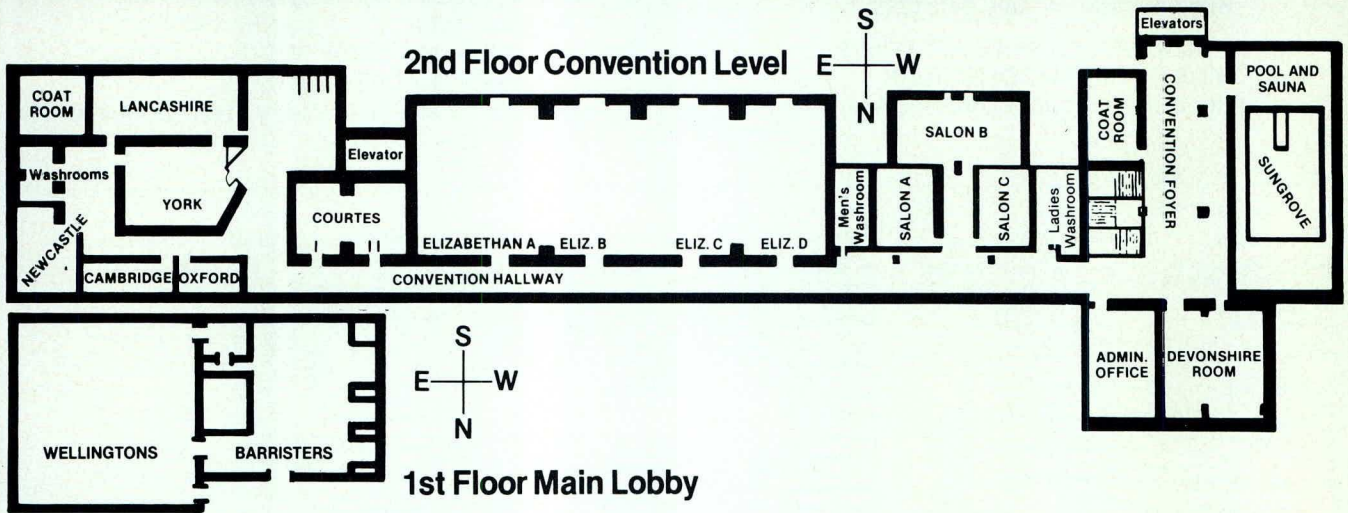 2nd Floor Convention Level
S
E
W
N
Elevators
COAT
ROOM
LANCASHIRE
Washrooms
YORK
NEWCASTLE
CAMBRIDGE
OXFORD
Elevator
COURTES
ELIZABETHAN A
ELIZ. B
ELIZ. C
ELIZ. D
CONVENTION HALLWAY
Men's
Washroom
SALON A
SALON B
SALON C
Ladies
Washroom
COAT
ROOM
CONVENTION FOYER
POOL AND
SAUNA
SUNGROVE
ADMIN.
OFFICE
DEVONSHIRE
ROOM
WELLINGTONS
BARRISTERS
S
E
W
N
1st Floor Main Lobby